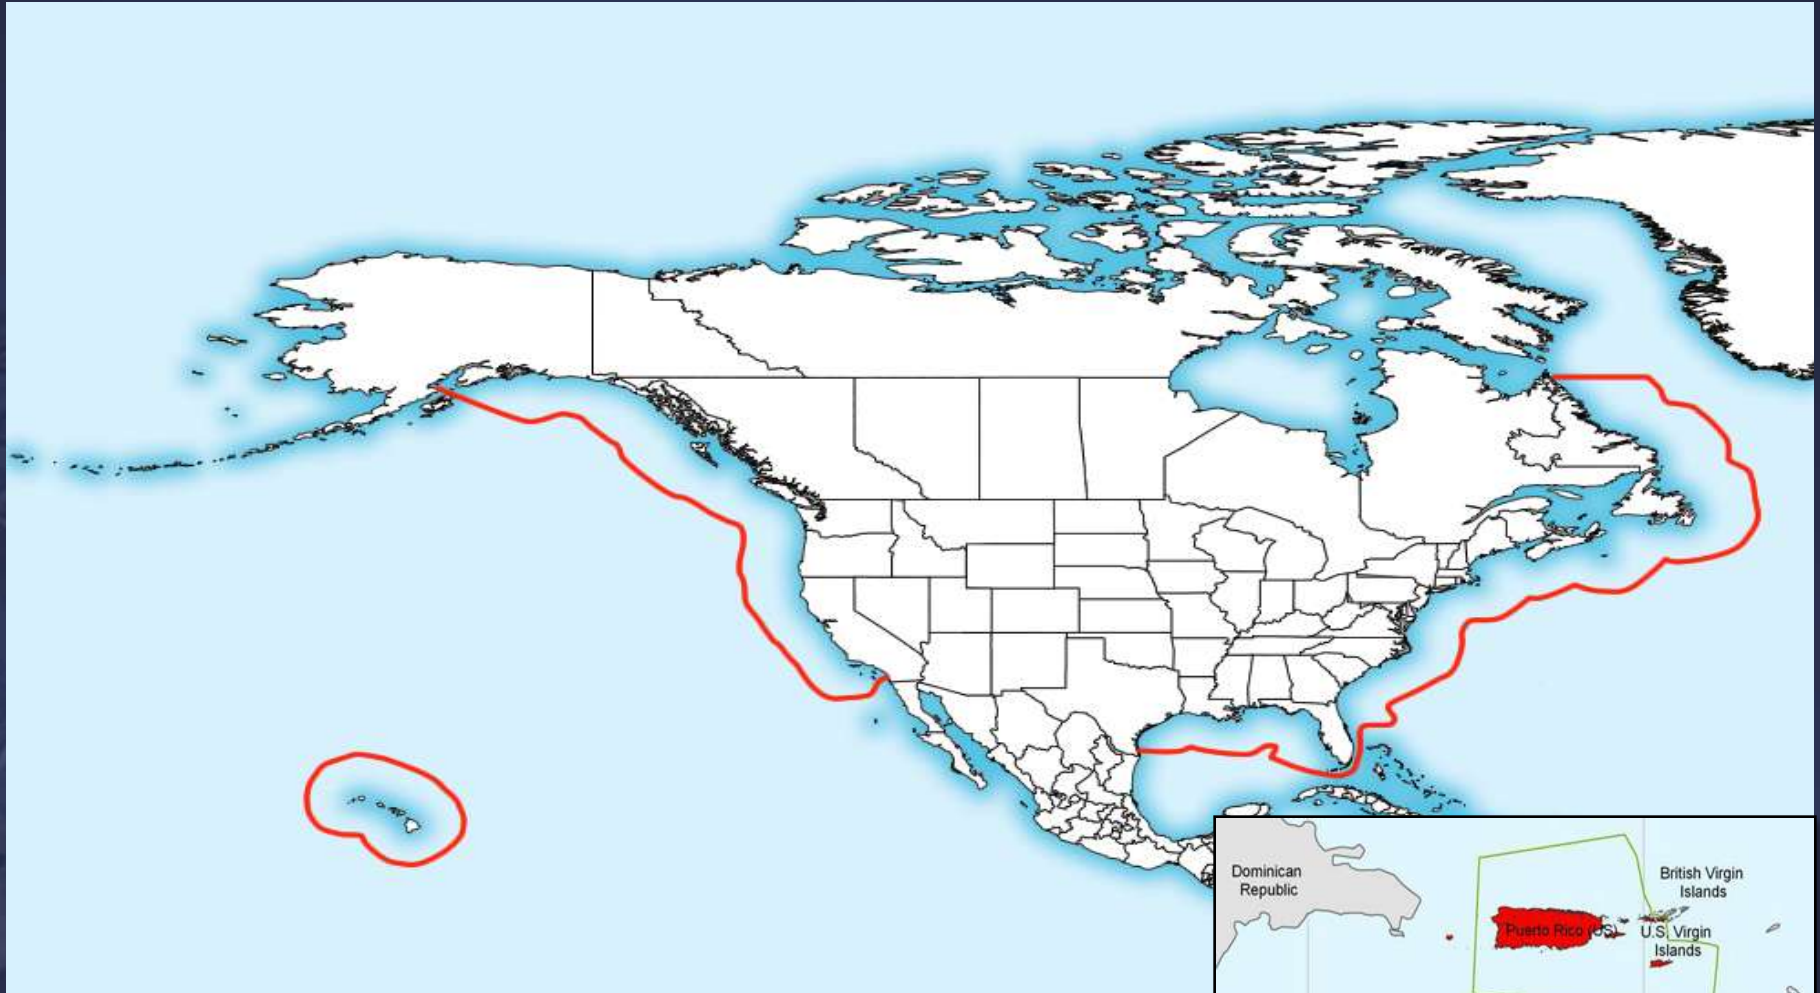 Dominican
Republic
British Virgin
Islands
Puerto Rico (US)
U.S. Virgin
Islands